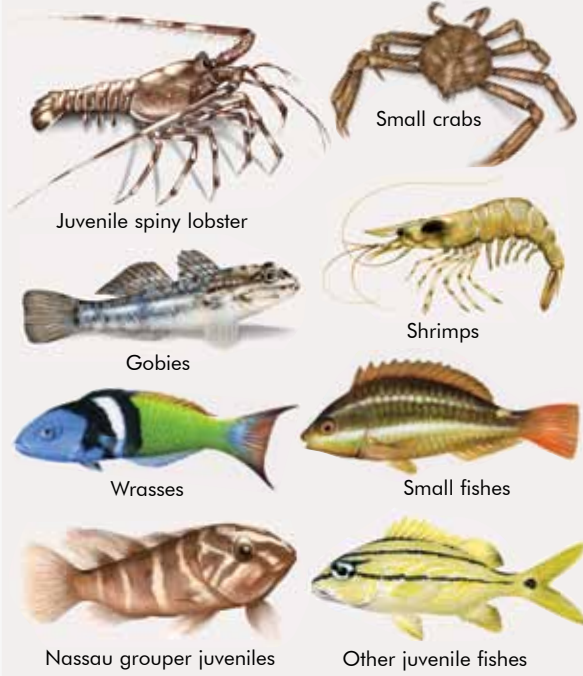 Small crabs
Juvenile spiny lobster
Shrimps
Gobies
Wrasses
Small fishes
Nassau grouper juveniles
Other juvenile fishes